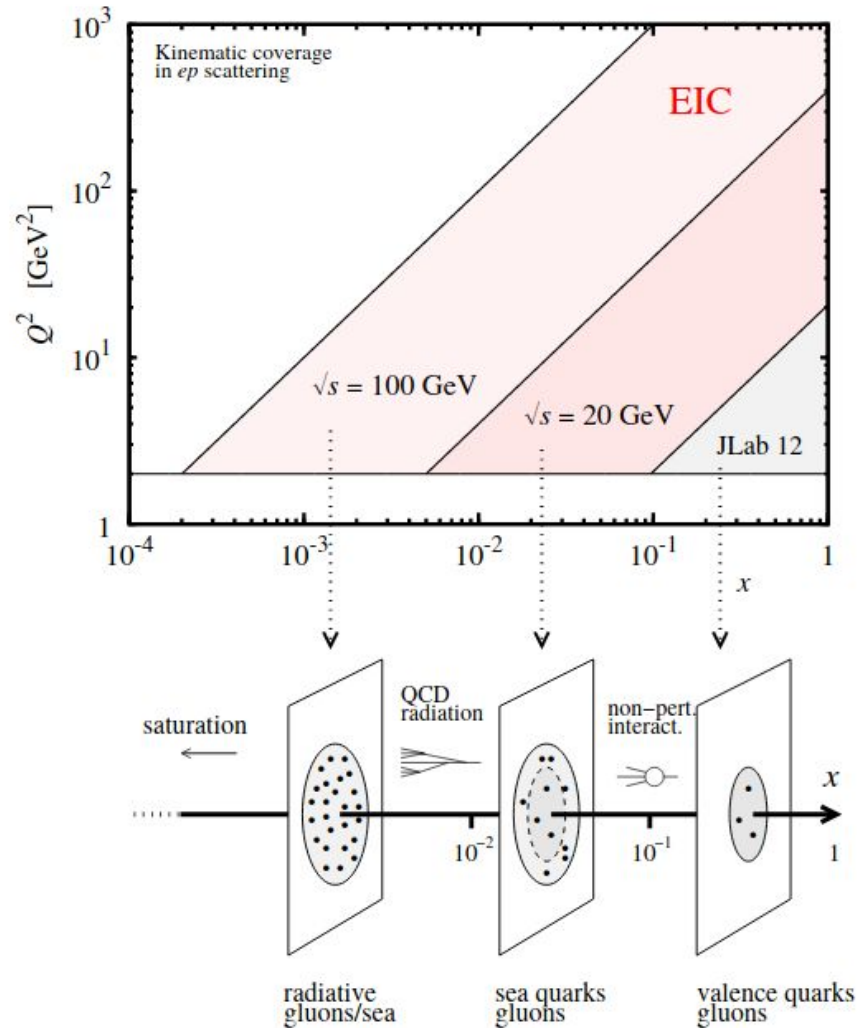 10³
Kinematic coverage
in ep scattering
EIC
10²
Q² [GeV²]
10¹
√s = 100 GeV
√s = 20 GeV
JLab 12
1
10⁻⁴
10⁻³
10⁻²
10⁻¹
1
x
QCD
radiation
non−pert.
interact.
saturation
x
10⁻²
10⁻¹
1
radiative
gluons/sea
sea quarks
gluons
valence quarks
gluons